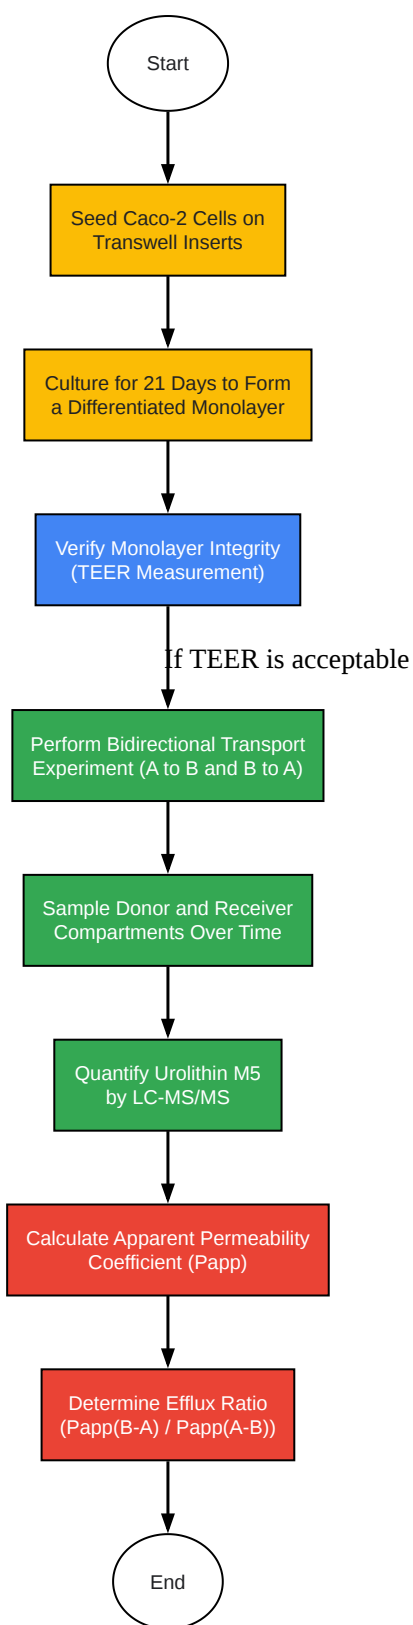 Start
Seed Caco-2 Cells on
Transwell Inserts
Culture for 21 Days to Form
a Differentiated Monolayer
Verify Monolayer Integrity
(TEER Measurement)
If TEER is acceptable
Perform Bidirectional Transport
Experiment (A to B and B to A)
Sample Donor and Receiver
Compartments Over Time
Quantify Urolithin M5
by LC-MS/MS
Calculate Apparent Permeability
Coefficient (Papp)
Determine Efflux Ratio
(Papp(B-A) / Papp(A-B))
End